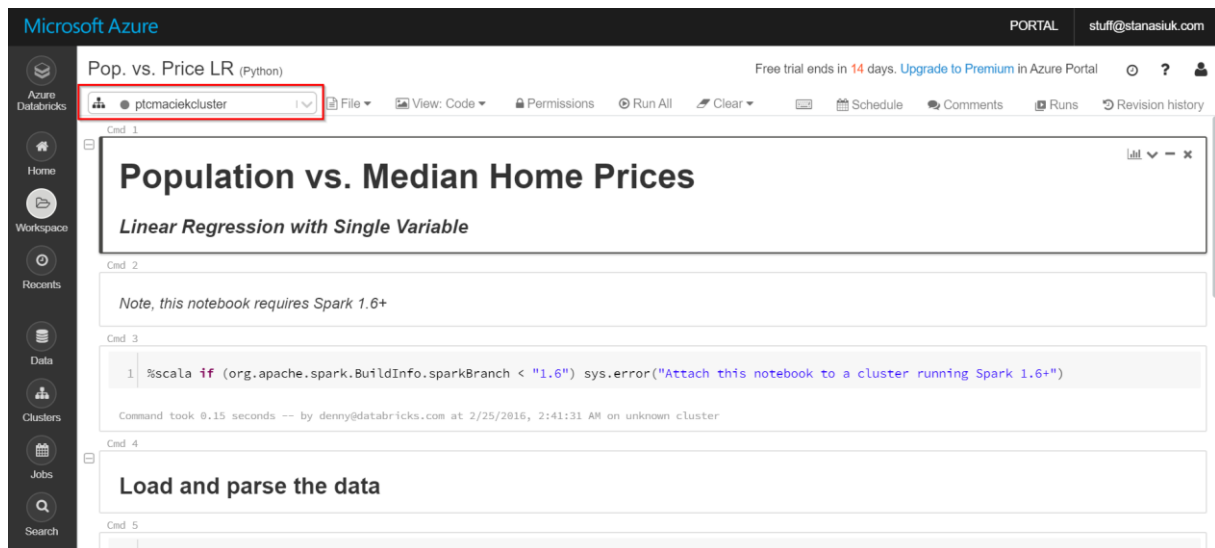 Microsoft Azure PORTAL stuff@stanasiuk.com
Azure Databricks
Home
Workspace
Recents
Data
Clusters
Jobs
Search
Pop. vs. Price LR (Python) Free trial ends in 14 days. Upgrade to Premium in Azure Portal ?
ptcmaciekcluster File View: Code Permissions Run All Clear Schedule Comments Runs Revision history
Cmd 1
Population vs. Median Home Prices
Linear Regression with Single Variable
Cmd 2
Note, this notebook requires Spark 1.6+
Cmd 3
1 %scala if (org.apache.spark.BuildInfo.sparkBranch < "1.6") sys.error("Attach this notebook to a cluster running Spark 1.6+")
Command took 0.15 seconds -- by denny@databricks.com at 2/25/2016, 2:41:31 AM on unknown cluster
Cmd 4
Load and parse the data
Cmd 5